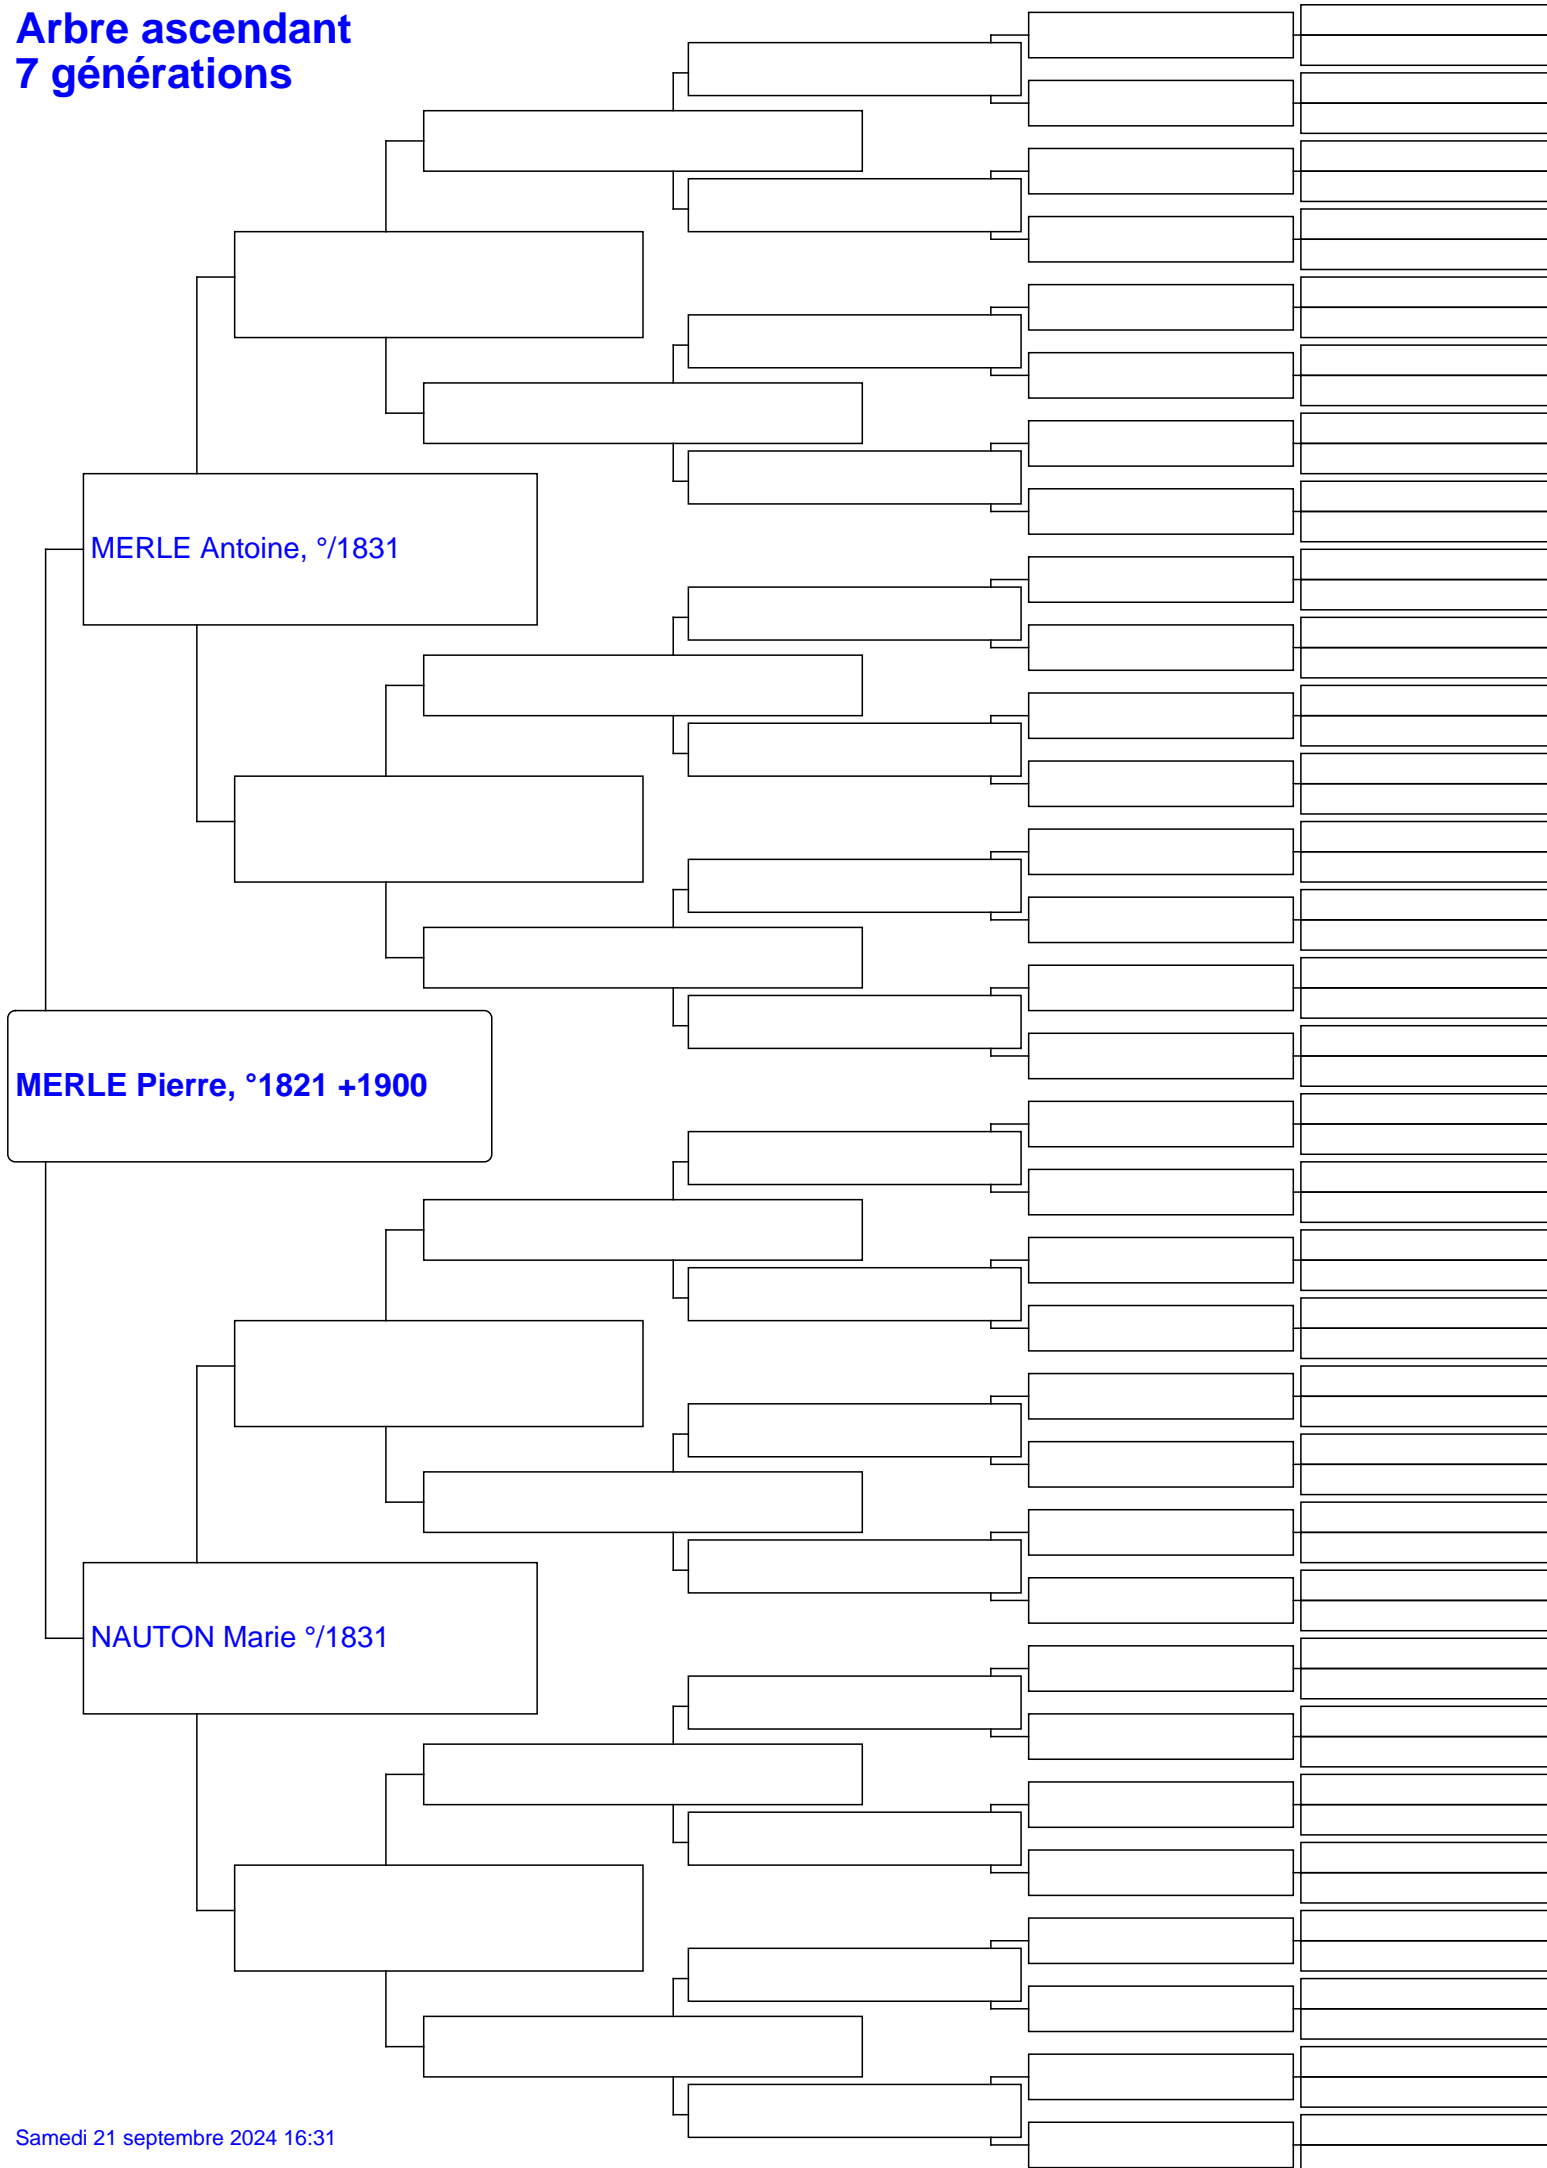 Arbre ascendant
7 générations
MERLE Antoine, °/1831
MERLE Pierre, °1821 +1900
NAUTON Marie °/1831
Samedi 21 septembre 2024 16:31